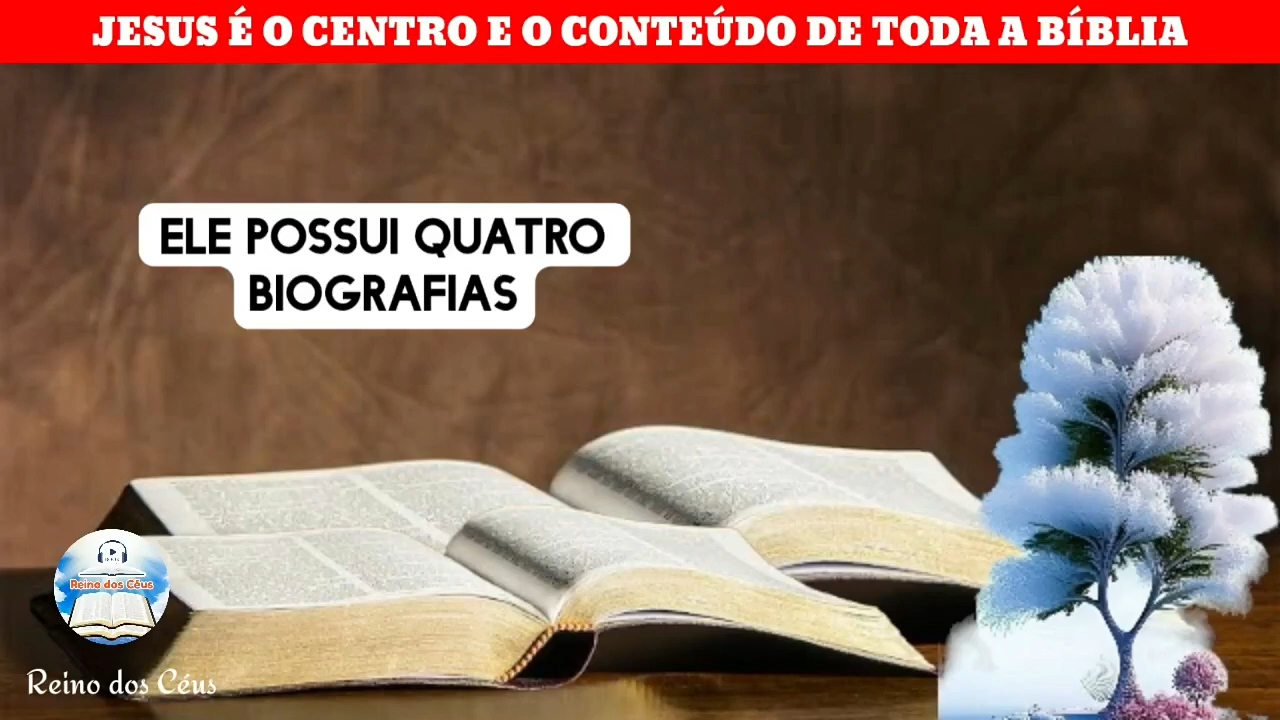 JESUS É O CENTRO E O CONTEÚDO DE TODA A BÍBLIA
ELE POSSUI QUATRO
BIOGRAFIAS
Reino dos Céus
Reino dos Céus